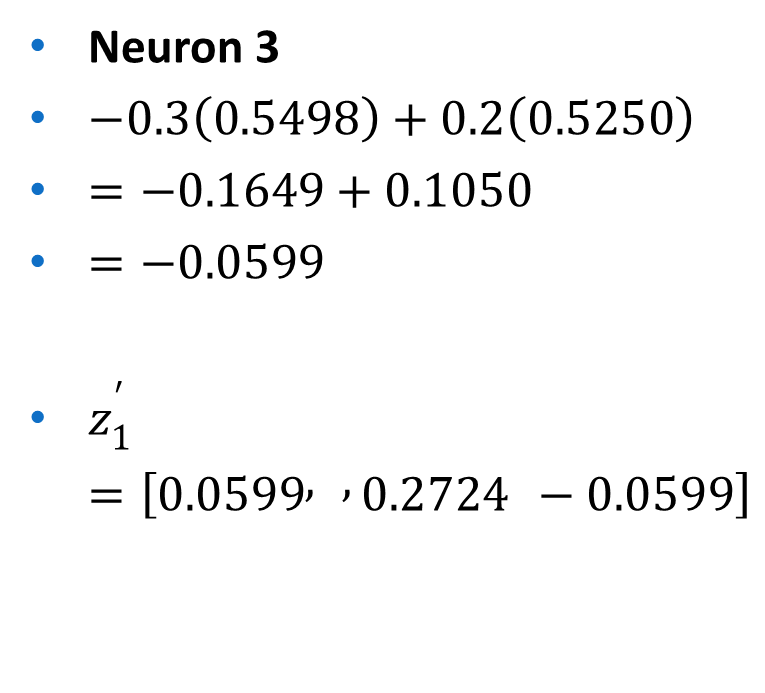 • Neuron 3
• −0.3(0.5498) + 0.2(0.5250)
• = −0.1649 + 0.1050
• = −0.0599
• z₁′
= [0.0599, , 0.2724 − 0.0599]